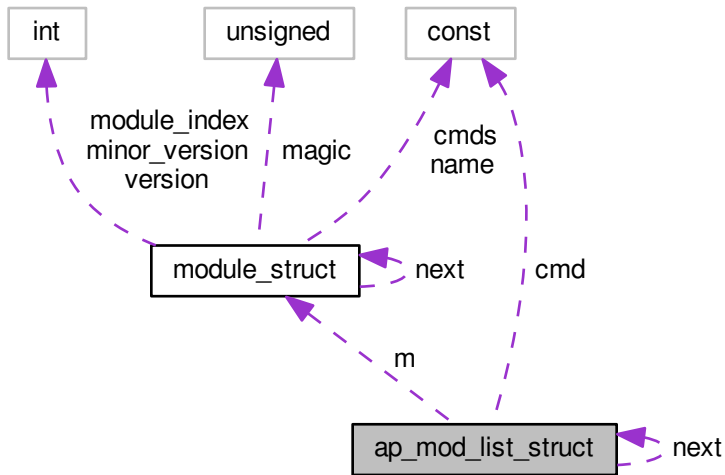 int
unsigned
const
module_index
minor_version
version
magic
cmds
name
module_struct
next
cmd
m
ap_mod_list_struct
next